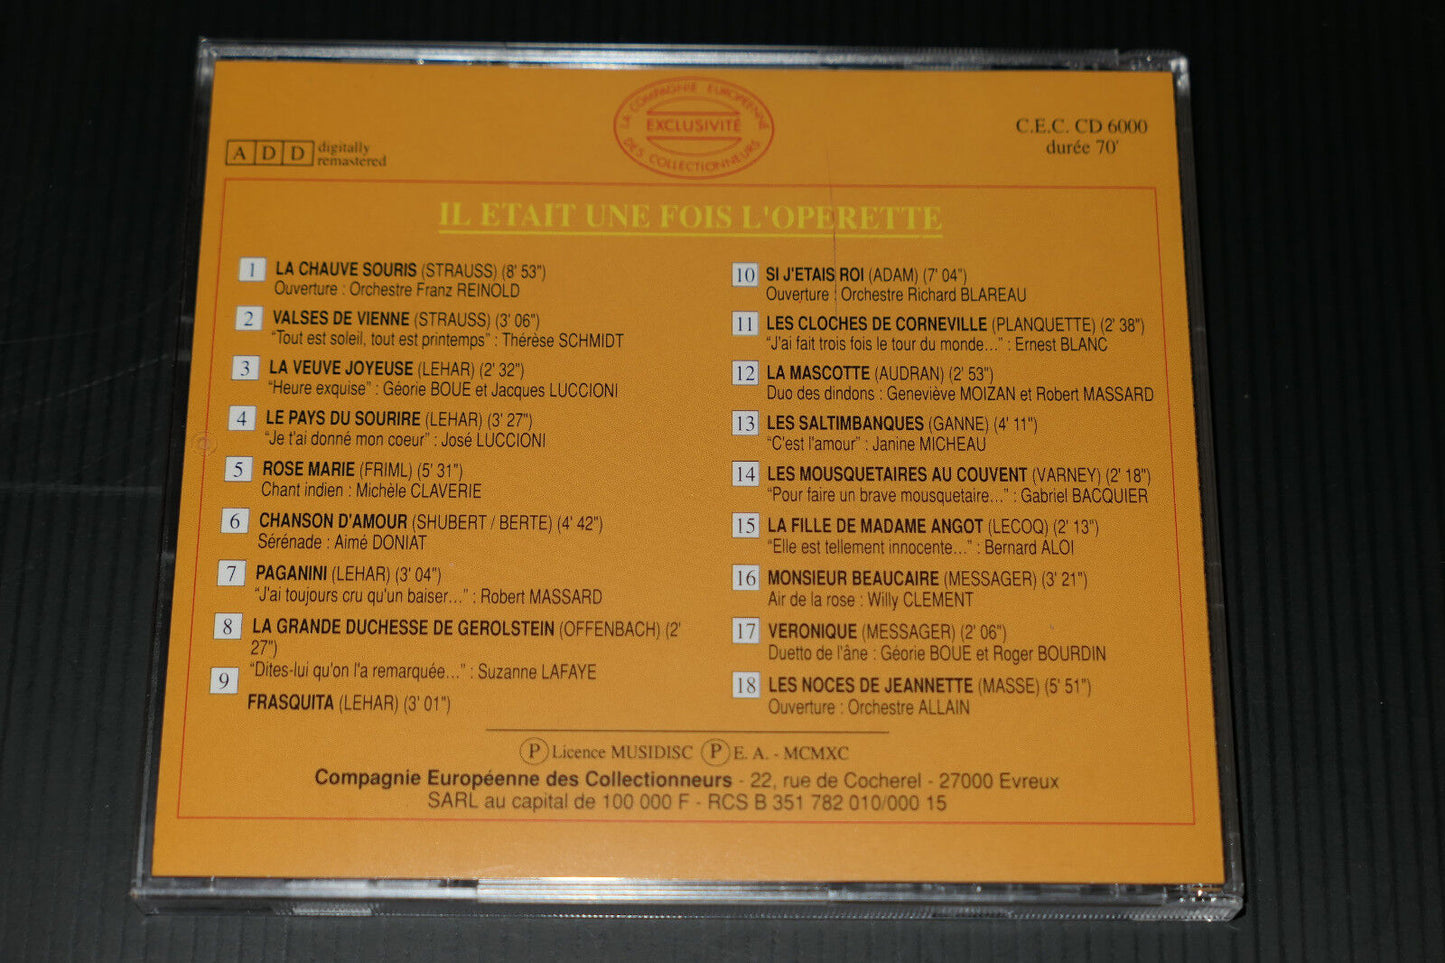 LA COMPAGNIE EUROPÉENNE
EXCLUSIVITÉ
DES COLLECTIONNEURS
A D D digitally
remastered
C.E.C. CD 6000
durée 70'
IL ETAIT UNE FOIS L'OPERETTE
1 LA CHAUVE SOURIS (STRAUSS) (8' 53")
Ouverture : Orchestre Franz REINOLD
2 VALSES DE VIENNE (STRAUSS) (3' 06")
"Tout est soleil, tout est printemps" : Thérèse SCHMIDT
3 LA VEUVE JOYEUSE (LEHAR) (2' 32")
"Heure exquise" : Géorie BOUE et Jacques LUCCIONI
4 LE PAYS DU SOURIRE (LEHAR) (3' 27")
"Je t'ai donné mon coeur" : José LUCCIONI
5 ROSE MARIE (FRIML) (5' 31")
Chant indien : Michèle CLAVERIE
6 CHANSON D'AMOUR (SHUBERT / BERTE) (4' 42")
Sérénade : Aimé DONIAT
7 PAGANINI (LEHAR) (3' 04")
"J'ai toujours cru qu'un baiser..." : Robert MASSARD
8 LA GRANDE DUCHESSE DE GEROLSTEIN (OFFENBACH) (2'
27")
"Dites-lui qu'on l'a remarquée..." : Suzanne LAFAYE
9
FRASQUITA (LEHAR) (3' 01")
10 SI J'ETAIS ROI (ADAM) (7' 04")
Ouverture : Orchestre Richard BLAREAU
11 LES CLOCHES DE CORNEVILLE (PLANQUETTE) (2' 38")
"J'ai fait trois fois le tour du monde..." : Ernest BLANC
12 LA MASCOTTE (AUDRAN) (2' 53")
Duo des dindons : Geneviève MOIZAN et Robert MASSARD
13 LES SALTIMBANQUES (GANNE) (4' 11")
"C'est l'amour" : Janine MICHEAU
14 LES MOUSQUETAIRES AU COUVENT (VARNEY) (2' 18")
"Pour faire un brave mousquetaire..." : Gabriel BACQUIER
15 LA FILLE DE MADAME ANGOT (LECOQ) (2' 13")
"Elle est tellement innocente..." : Bernard ALOI
16 MONSIEUR BEAUCAIRE (MESSAGER) (3' 21")
Air de la rose : Willy CLEMENT
17 VERONIQUE (MESSAGER) (2' 06")
Duetto de l'âne : Géorie BOUE et Roger BOURDIN
18 LES NOCES DE JEANNETTE (MASSE) (5' 51")
Ouverture : Orchestre ALLAIN
Ⓟ Licence MUSIDISC Ⓟ E. A. - MCMXC
Compagnie Européenne des Collectionneurs - 22, rue de Cocherel - 27000 Evreux
SARL au capital de 100 000 F - RCS B 351 782 010/000 15